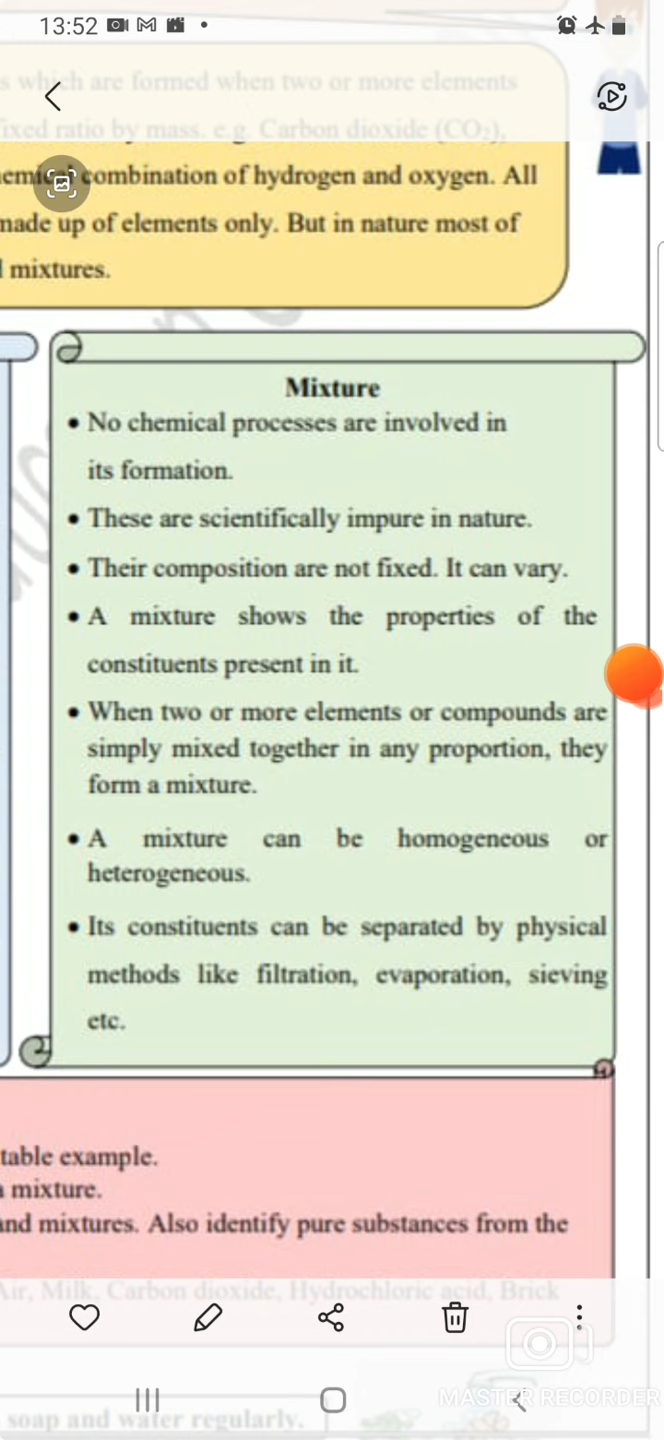 13:52
s which are formed when two or more elements
fixed ratio by mass. e.g. Carbon dioxide (CO₂),
combination of hydrogen and oxygen. All
made up of elements only. But in nature most of
mixtures.
Mixture
• No chemical processes are involved in
its formation.
• These are scientifically impure in nature.
• Their composition are not fixed. It can vary.
• A mixture shows the properties of the
constituents present in it.
• When two or more elements or compounds are
simply mixed together in any proportion, they
form a mixture.
• A mixture can be homogeneous or
heterogeneous.
• Its constituents can be separated by physical
methods like filtration, evaporation, sieving
etc.
table example.
mixture.
and mixtures. Also identify pure substances from the
Air, Milk, Carbon dioxide, Hydrochloric acid, Brick
MASTER RECORDER
soap and water regularly.